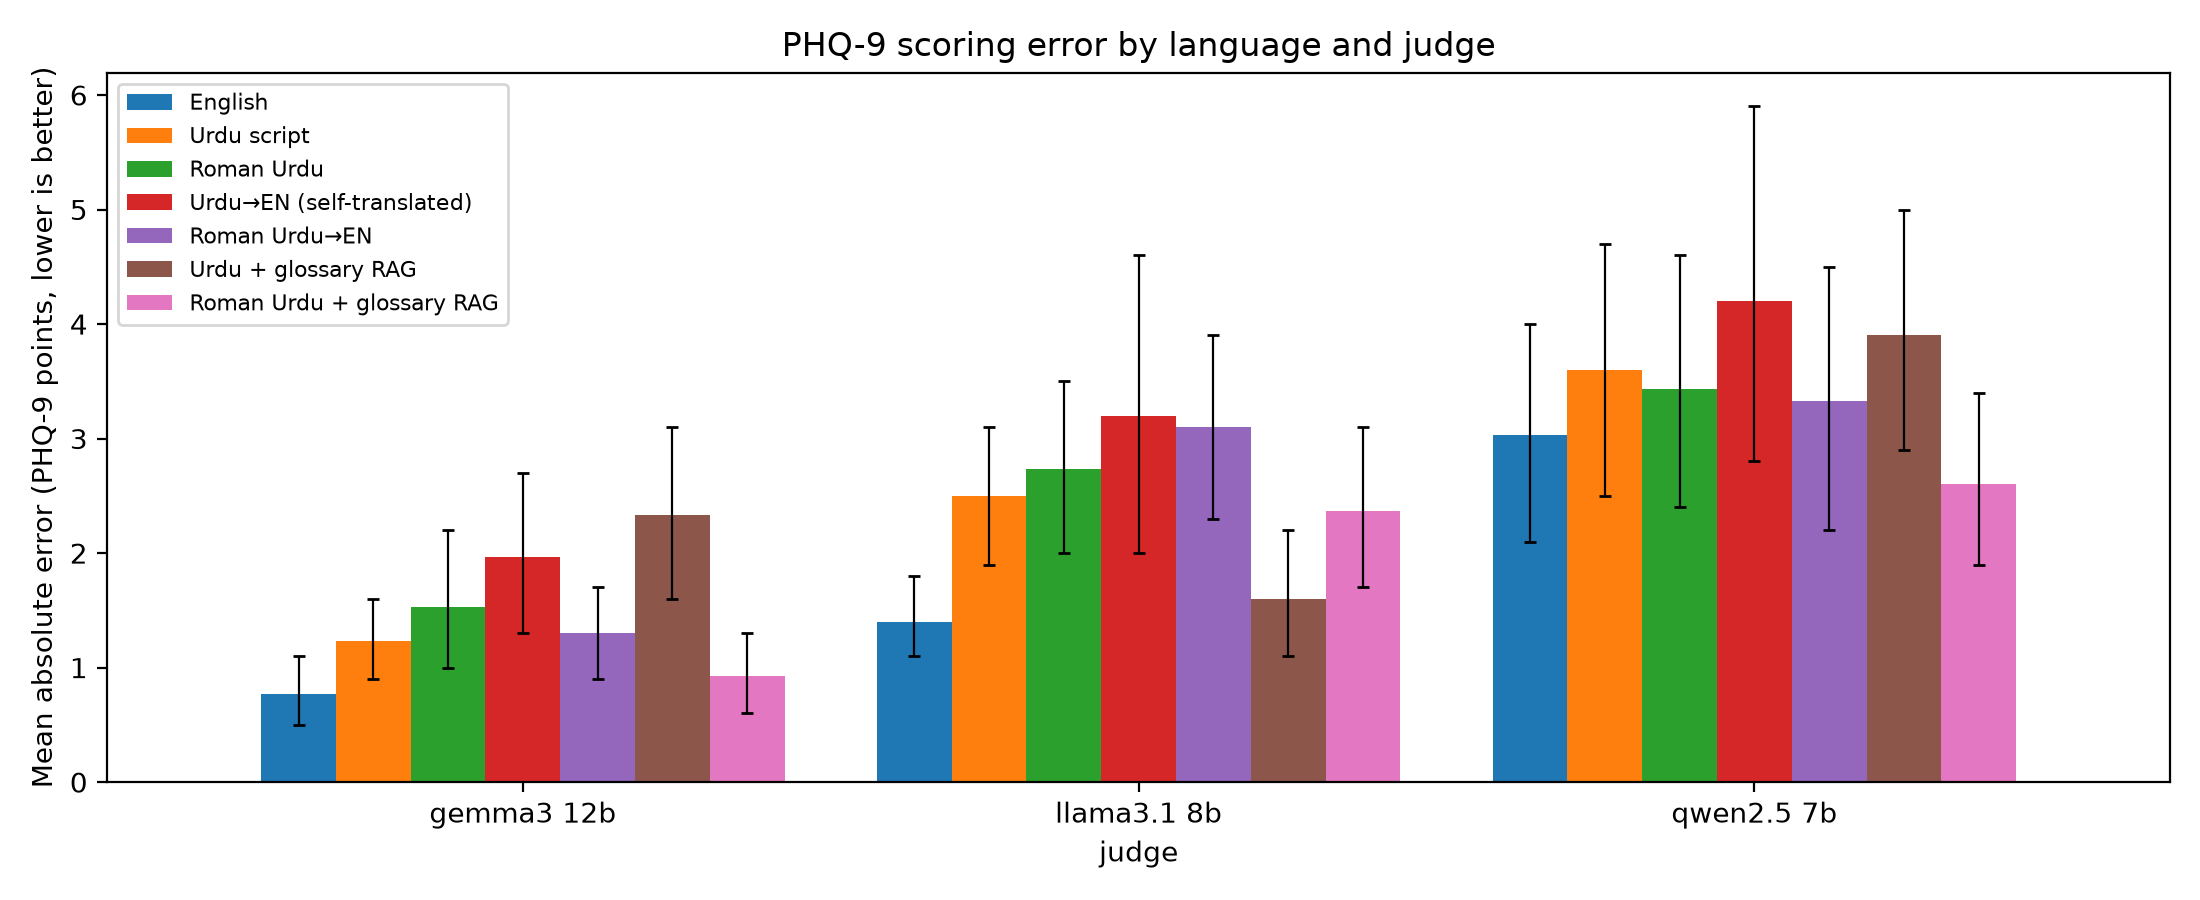 PHQ-9 scoring error by language and judge
Mean absolute error (PHQ-9 points, lower is better)
6
5
4
3
2
1
0
English
Urdu script
Roman Urdu
Urdu→EN (self-translated)
Roman Urdu→EN
Urdu + glossary RAG
Roman Urdu + glossary RAG
gemma3 12b
llama3.1 8b
qwen2.5 7b
judge